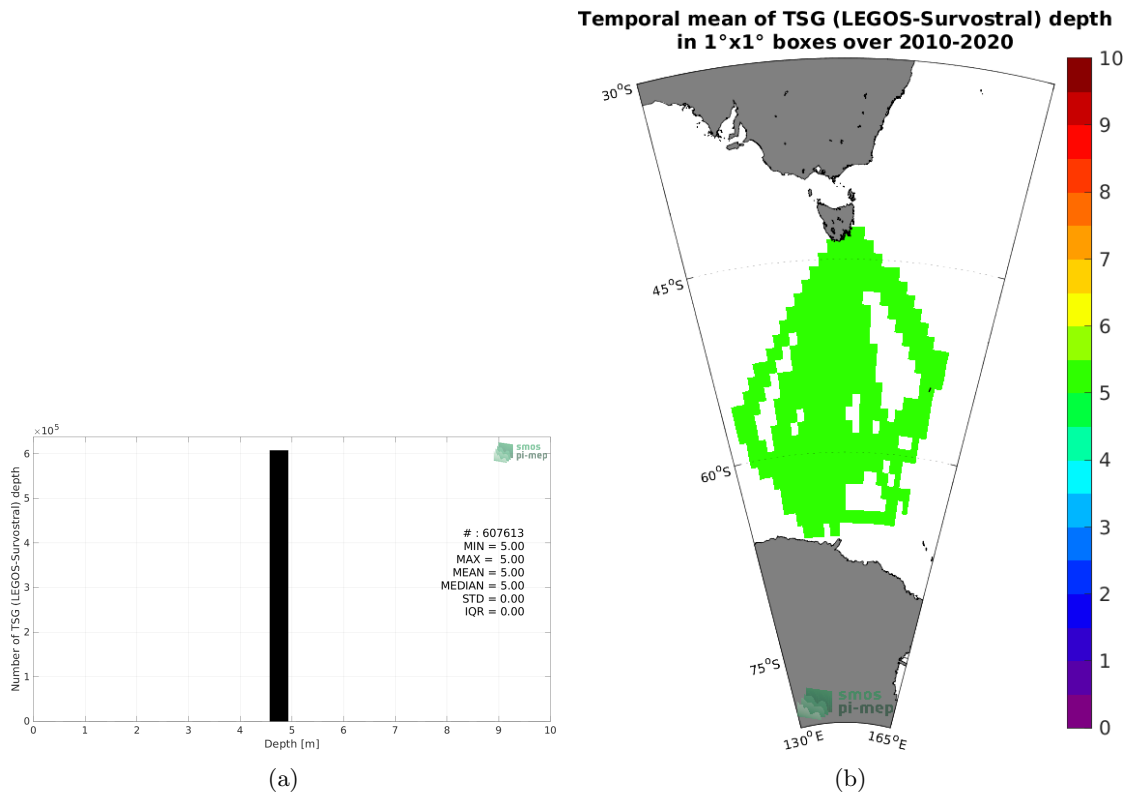 ×10⁵
6
5
4
3
2
1
0
Number of TSG (LEGOS-Survostral) depth
0 1 2 3 4 5 6 7 8 9 10
Depth [m]
smos
pi-mep
# : 607613
MIN = 5.00
MAX = 5.00
MEAN = 5.00
MEDIAN = 5.00
STD = 0.00
IQR = 0.00
(a)
Temporal mean of TSG (LEGOS-Survostral) depth
in 1°x1° boxes over 2010-2020
30°S
45°S
60°S
75°S
130°E
165°E
smos
pi-mep
10
9
8
7
6
5
4
3
2
1
0
(b)